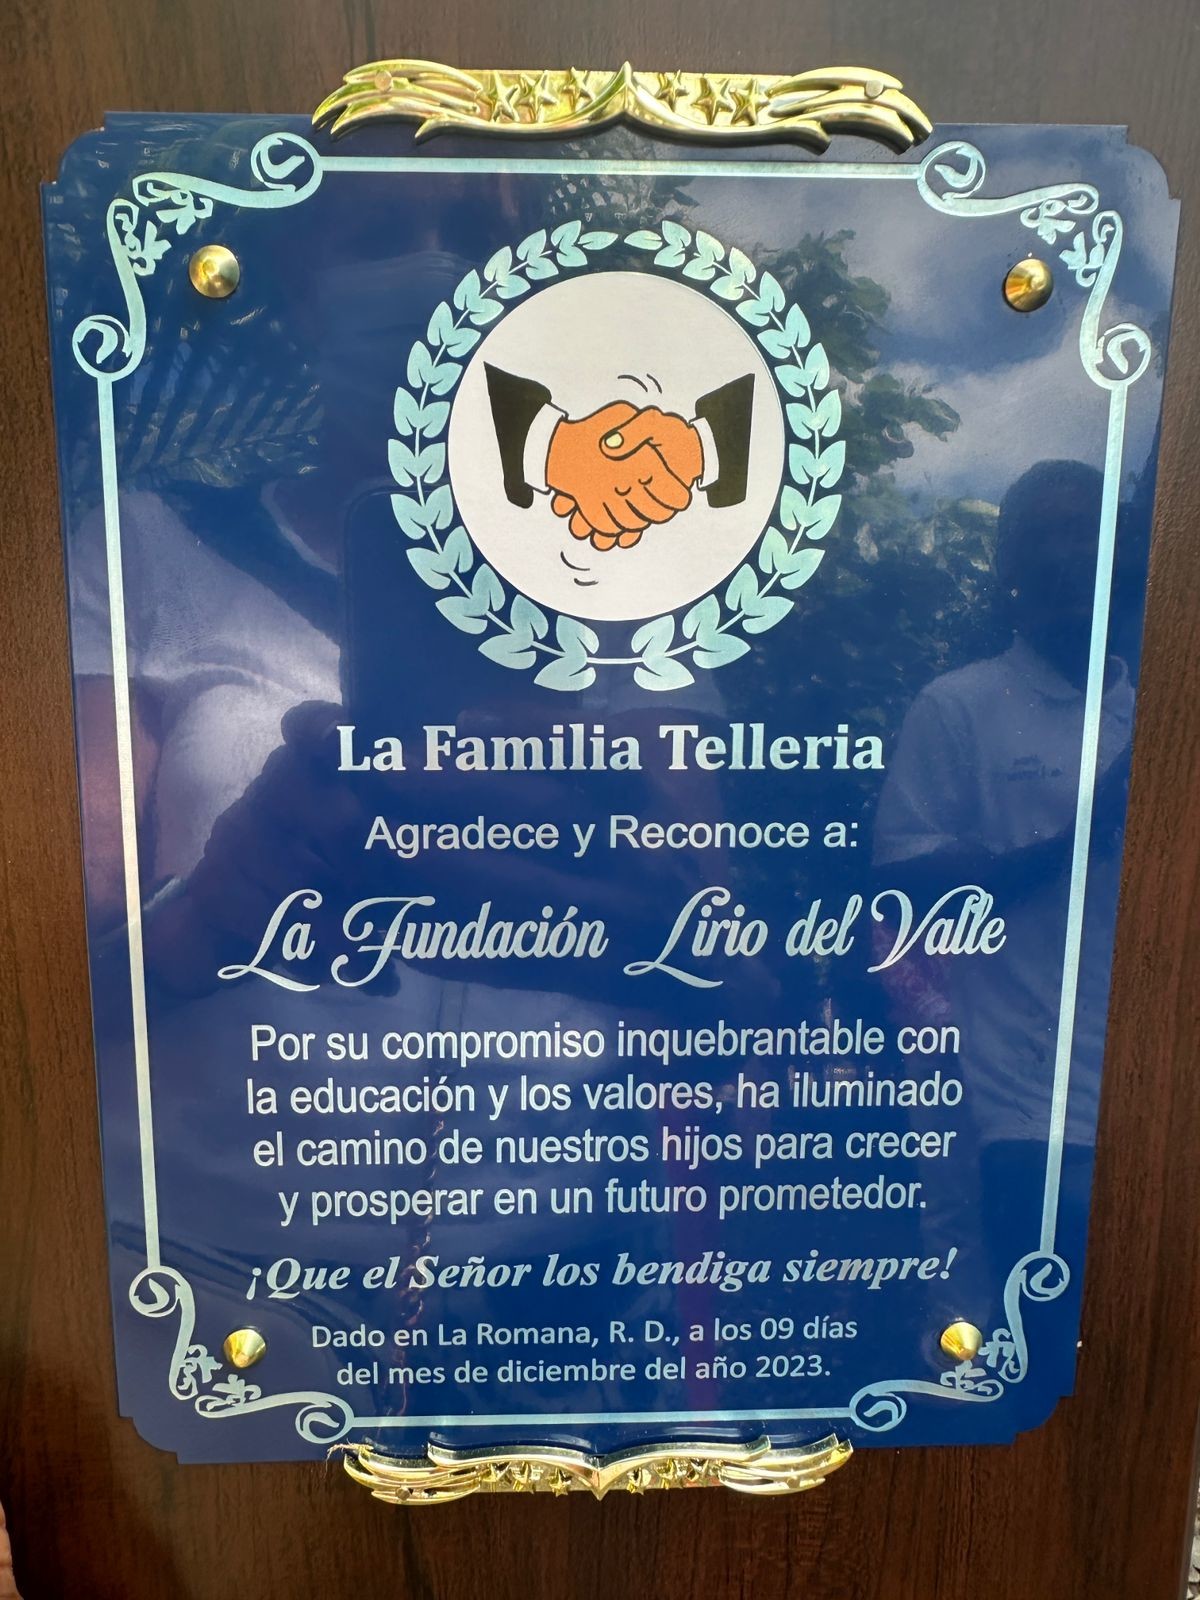 La Familia Telleria
Agradece y Reconoce a:
La Fundación Lirio del Valle
Por su compromiso inquebrantable con
la educación y los valores, ha iluminado
el camino de nuestros hijos para crecer
y prosperar en un futuro prometedor.
¡Que el Señor los bendiga siempre!
Dado en La Romana, R. D., a los 09 días
del mes de diciembre del año 2023.